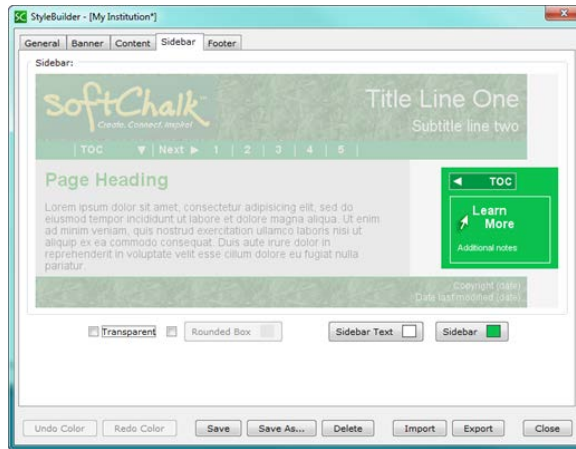 SC StyleBuilder - [My Institution*]
General Banner Content Sidebar Footer
Sidebar:
SoftChalk
Create. Connect. Inspire!
Title Line One
Subtitle line two
| TOC ▼ | Next ► 1 | 2 | 3 | 4 | 5 |
Page Heading
Lorem ipsum dolor sit amet, consectetur adipisicing elit, sed do
eiusmod tempor incididunt ut labore et dolore magna aliqua. Ut enim
ad minim veniam, quis nostrud exercitation ullamco laboris nisi ut
aliquip ex ea commodo consequat. Duis aute irure dolor in
reprehenderit in voluptate velit esse cillum dolore eu fugiat nulla
pariatur.
◄ TOC
Learn
More
Additional notes
Copyright (date)
Date last modified (date)
Transparent Rounded Box Sidebar Text Sidebar
Undo Color Redo Color Save Save As... Delete Import Export Close